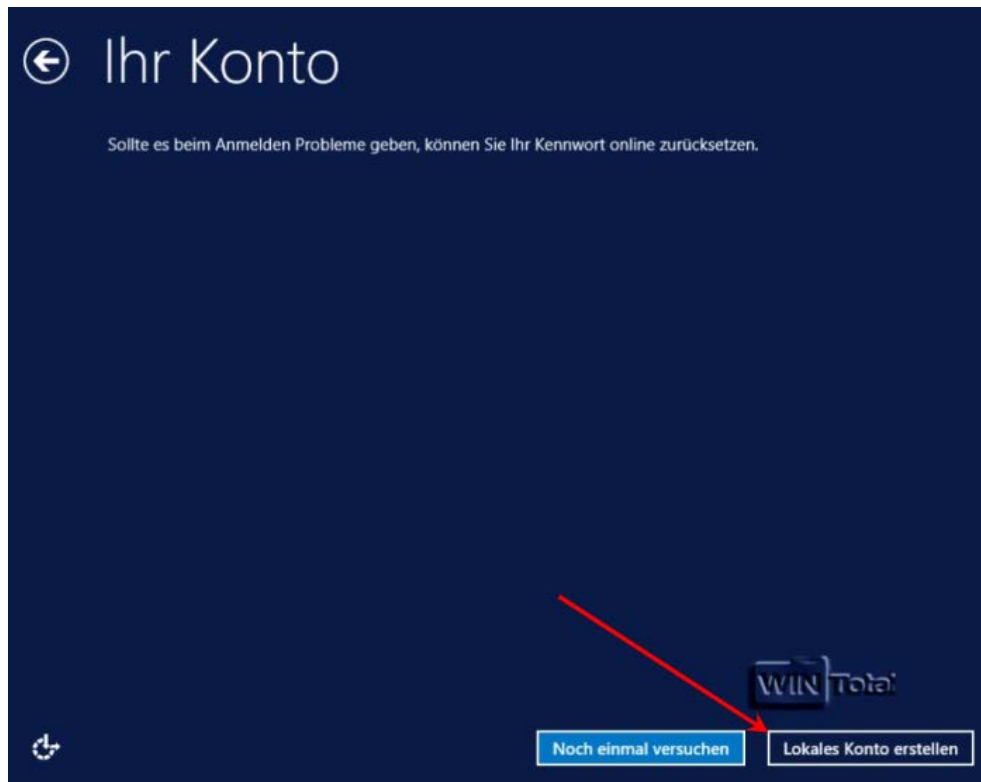 Ihr Konto
Sollte es beim Anmelden Probleme geben, können Sie Ihr Kennwort online zurücksetzen.
WIN Total
Noch einmal versuchen
Lokales Konto erstellen